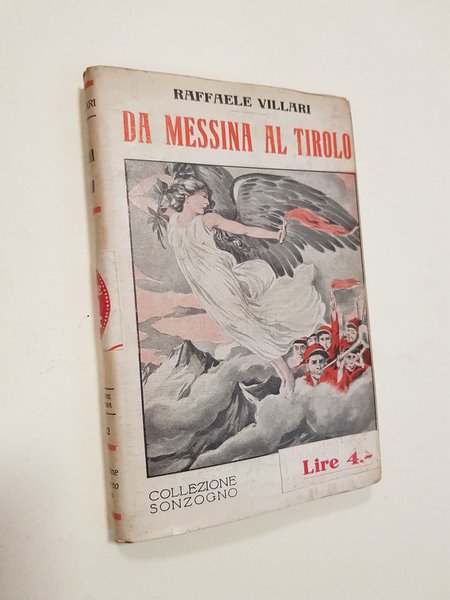 RAFFAELE VILLARI
DA MESSINA AL TIROLO
COLLEZIONE
SONZOGNO
Lire 4.-